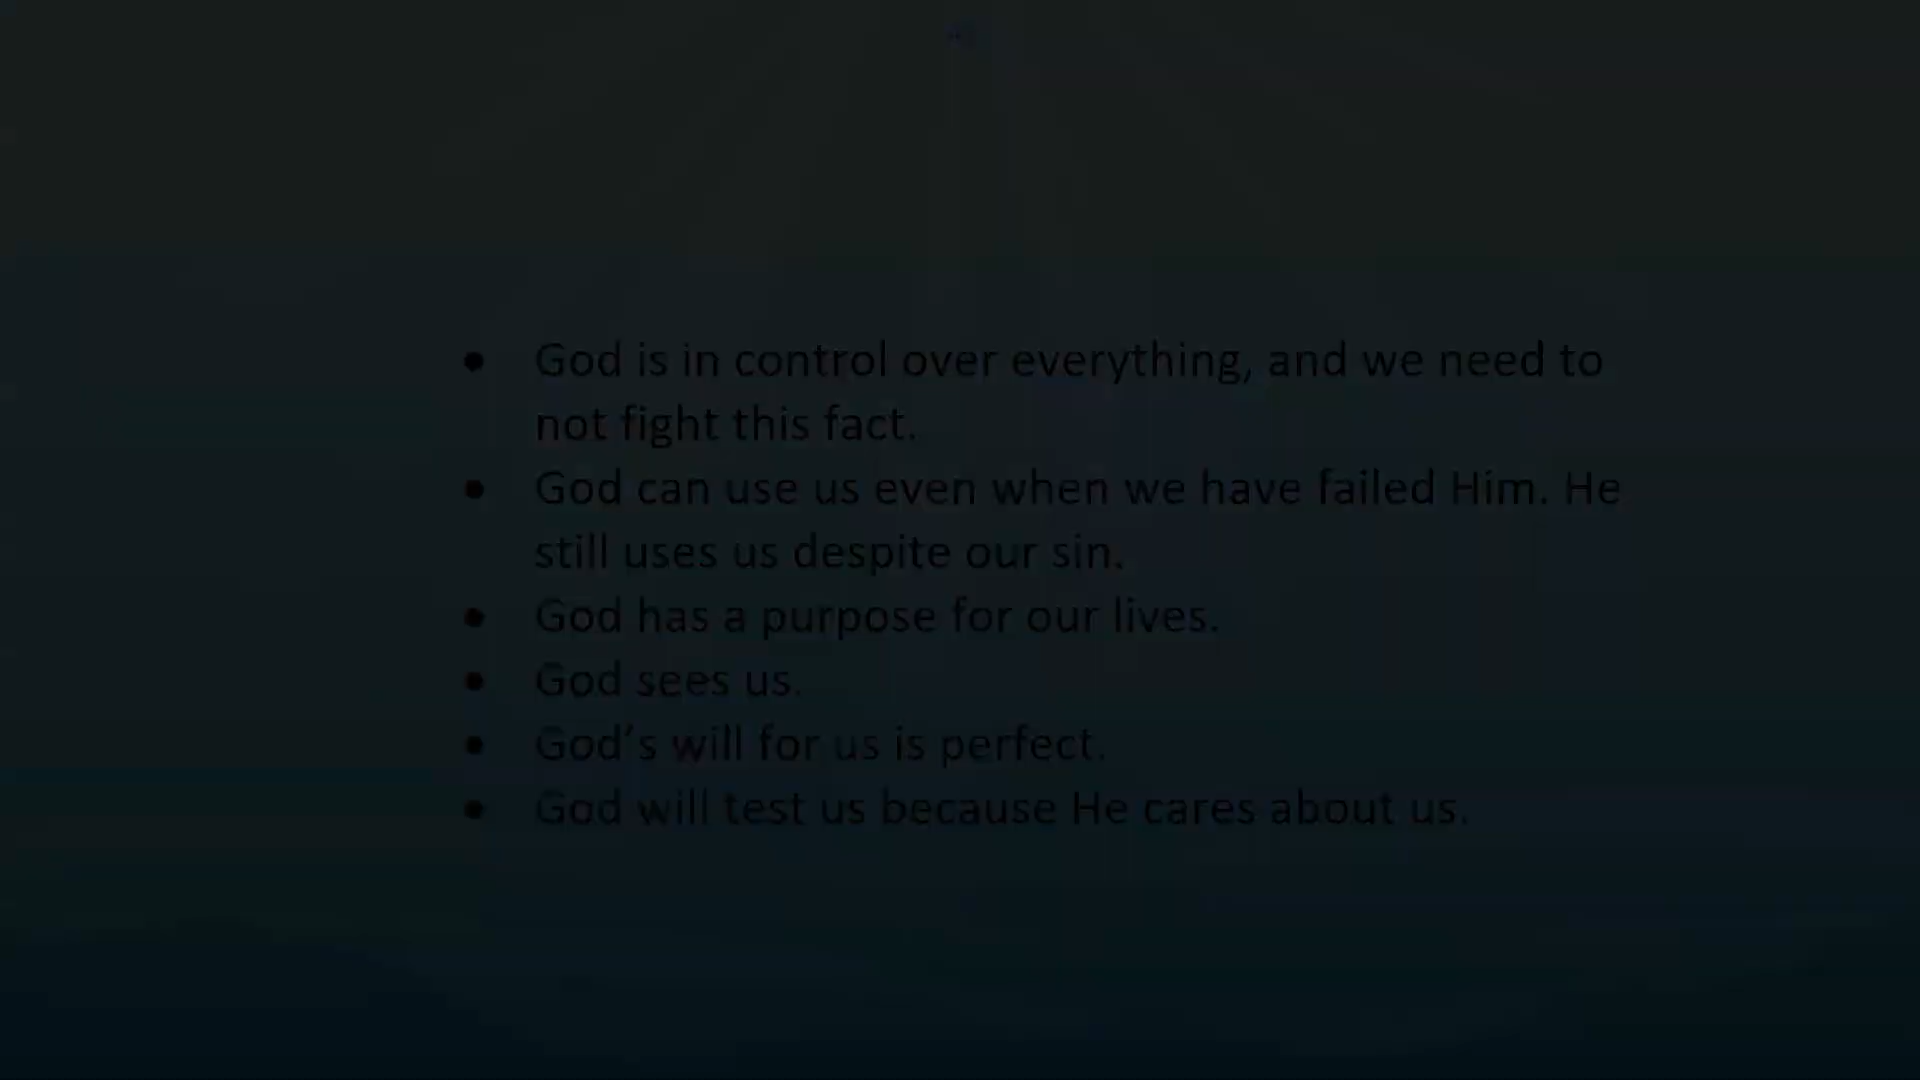 • God is in control over everything, and we need to
not fight this fact.
• God can use us even when we have failed Him. He
still uses us despite our sin.
• God has a purpose for our lives.
• God sees us.
• God’s will for us is perfect.
• God will test us because He cares about us.